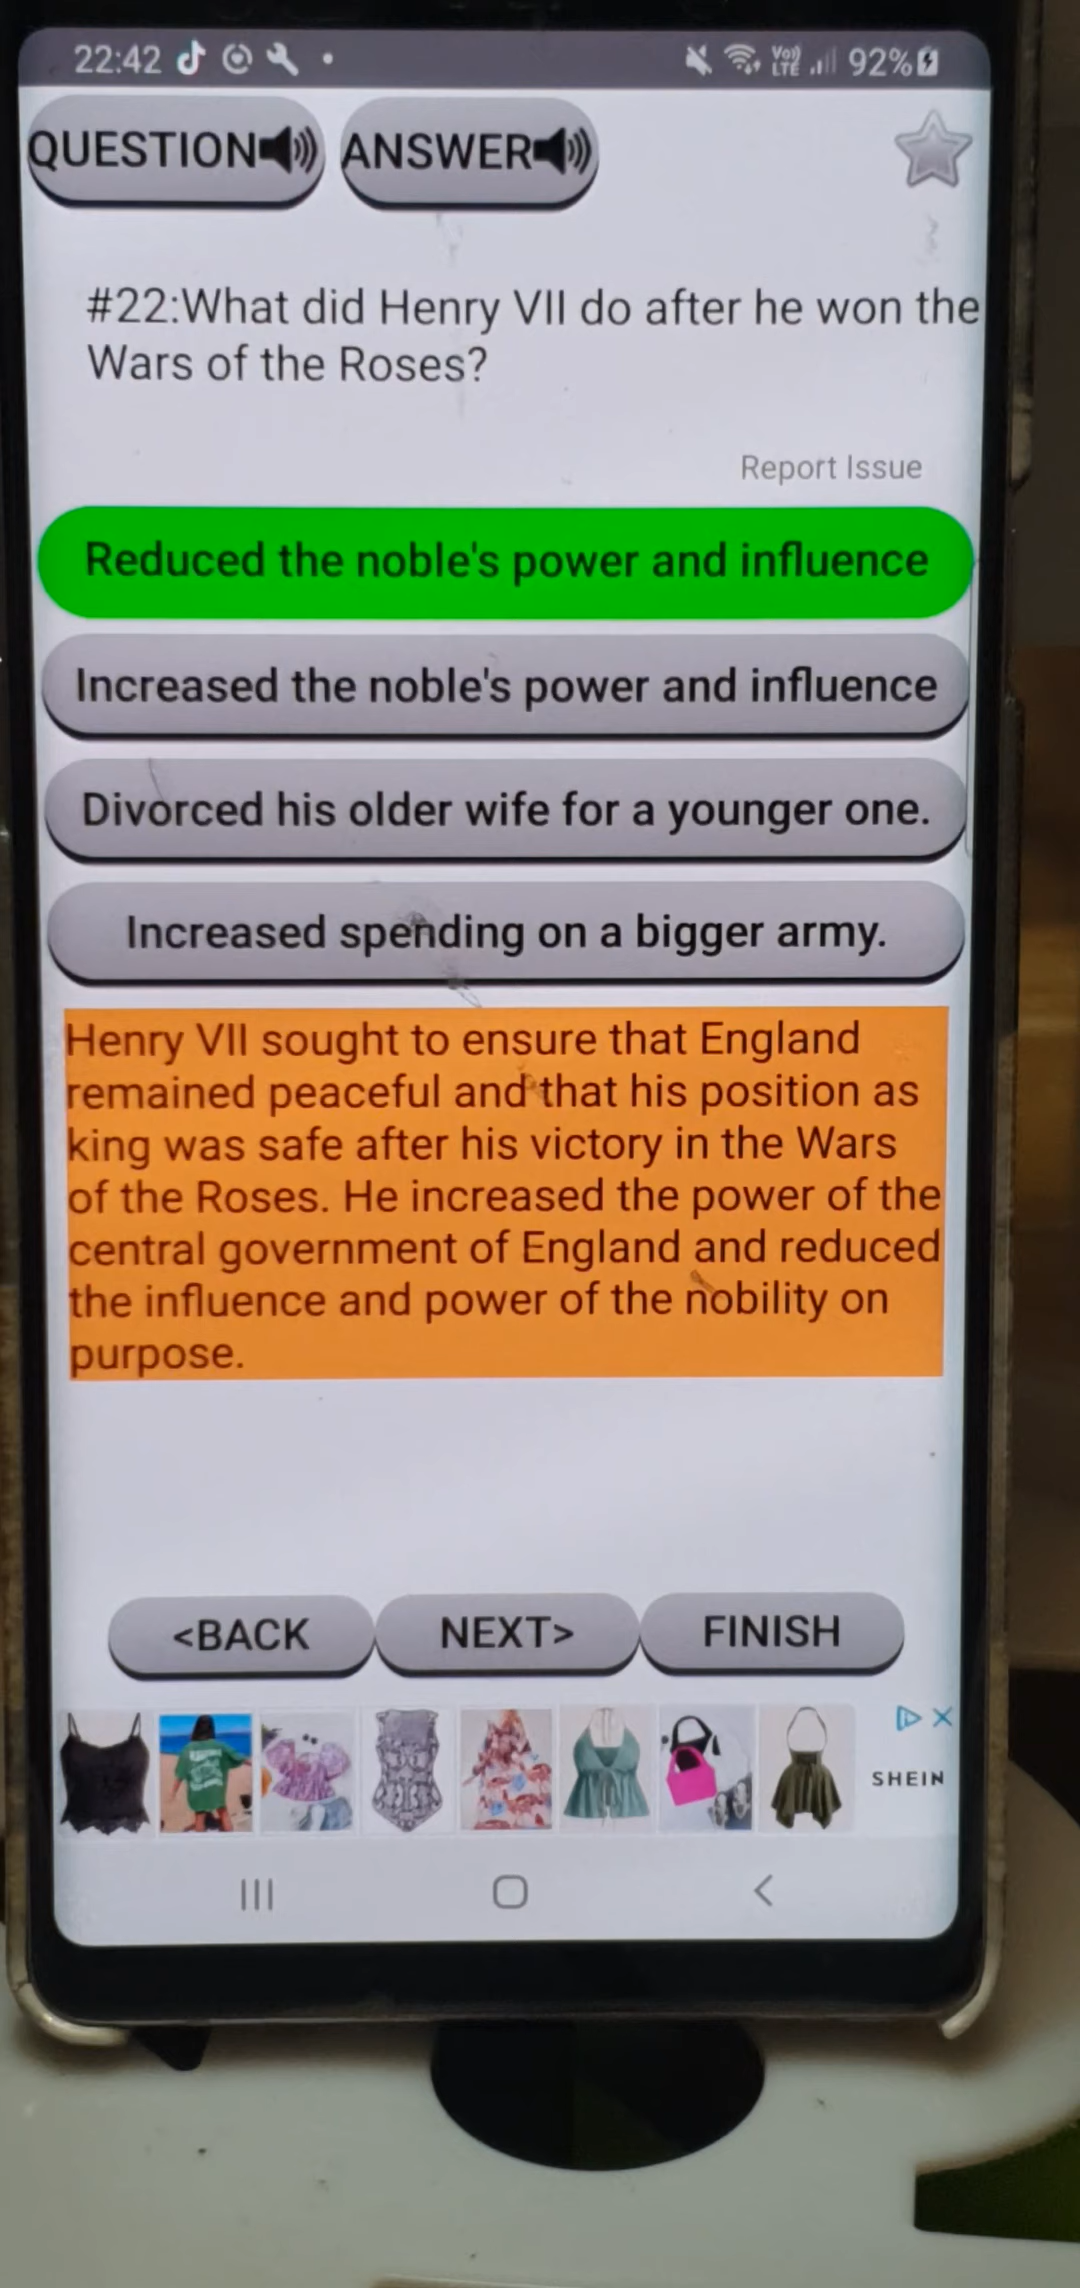 22:42 92%
Vo))
LTE
QUESTION ANSWER
#22:What did Henry VII do after he won the
Wars of the Roses?
Report Issue
Reduced the noble's power and influence
Increased the noble's power and influence
Divorced his older wife for a younger one.
Increased spending on a bigger army.
Henry VII sought to ensure that England
remained peaceful and that his position as
king was safe after his victory in the Wars
of the Roses. He increased the power of the
central government of England and reduced
the influence and power of the nobility on
purpose.
<BACK NEXT> FINISH
SHEIN